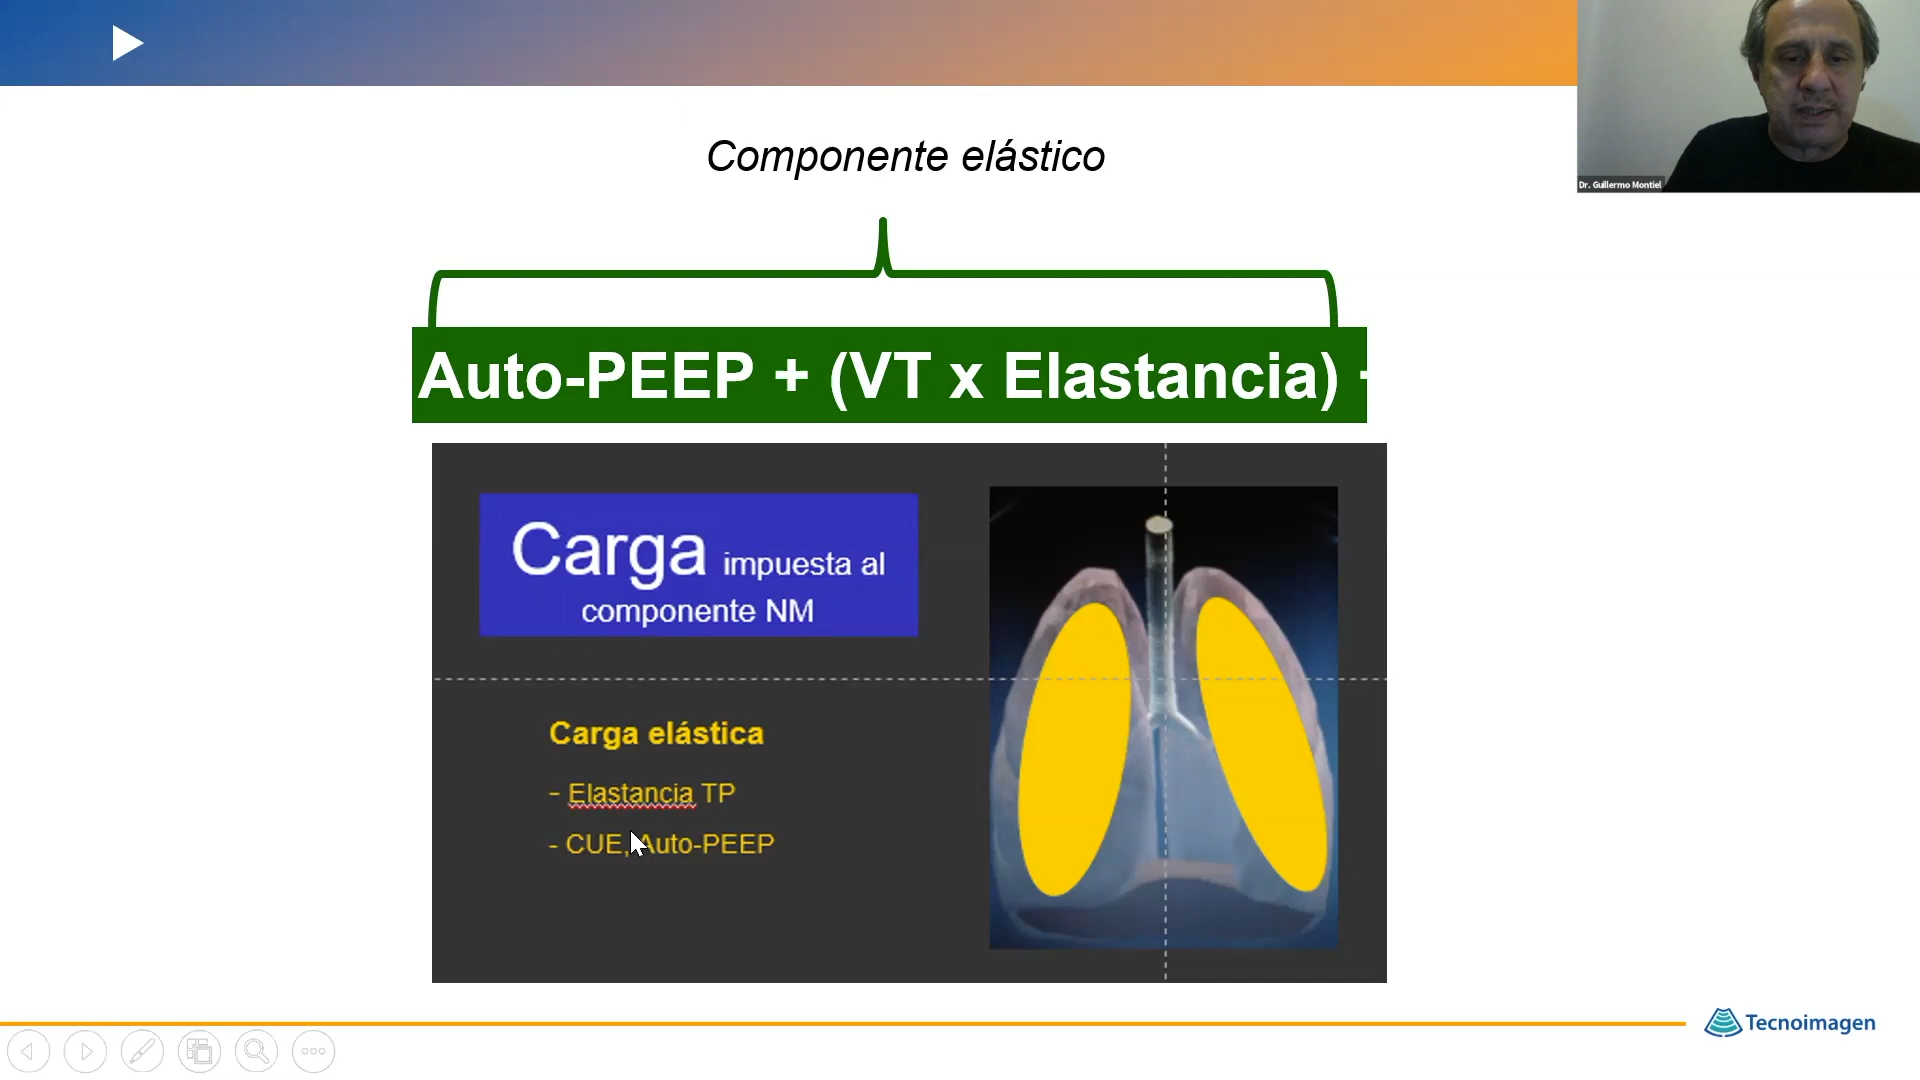 Componente elástico
Dr. Guillermo Montiel
Auto-PEEP + (VT x Elastancia)
Carga impuesta al
componente NM
Carga elástica
- Elastancia TP
- CUE, Auto-PEEP
Tecnoimagen